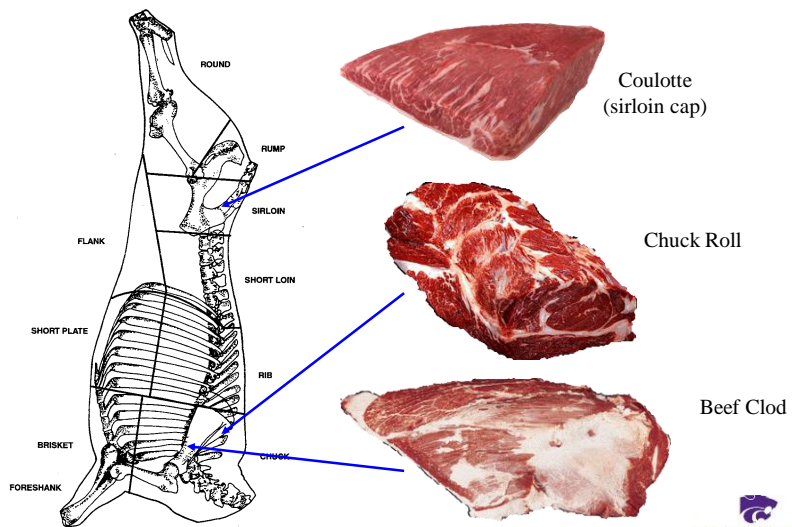 ROUND
RUMP
SIRLOIN
FLANK
SHORT LOIN
SHORT PLATE
RIB
BRISKET
CHUCK
FORESHANK
Coulotte
(sirloin cap)
Chuck Roll
Beef Clod